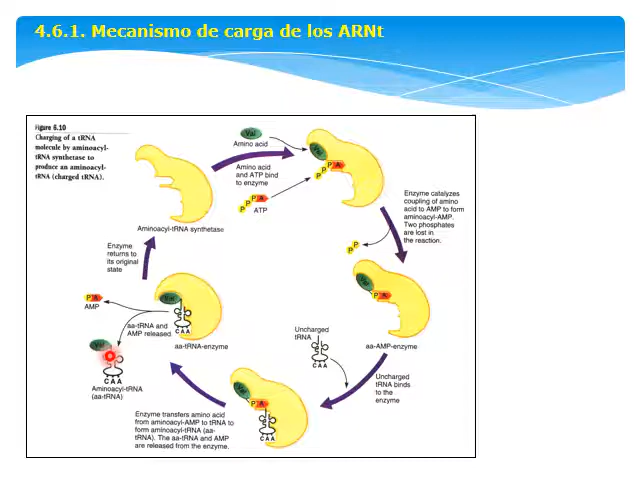 4.6.1. Mecanismo de carga de los ARNt
Figure 6.10
Charging of a tRNA
molecule by aminoacyl-
tRNA synthetase to
produce an aminoacyl-
tRNA (charged tRNA).
Val
Amino acid
Amino acid
and ATP bind
to enzyme
P P P A
ATP
Val
P P P A
Enzyme catalyzes
coupling of amino
acid to AMP to form
aminoacyl-AMP.
Two phosphates
are lost in
the reaction.
P P
Aminoacyl-tRNA synthetase
Enzyme
returns to
its original
state
Val
P A
aa-AMP-enzyme
Uncharged
tRNA
C A A
Uncharged
tRNA binds
to the
enzyme
Val
P A
C A A
Enzyme transfers amino acid
from aminoacyl-AMP to tRNA to
form aminoacyl-tRNA (aa-
tRNA). The aa-tRNA and AMP
are released from the enzyme.
Val
C A A
aa-tRNA-enzyme
P A
AMP
aa-tRNA and
AMP released
Val
C A A
Aminoacyl-tRNA
(aa-tRNA)